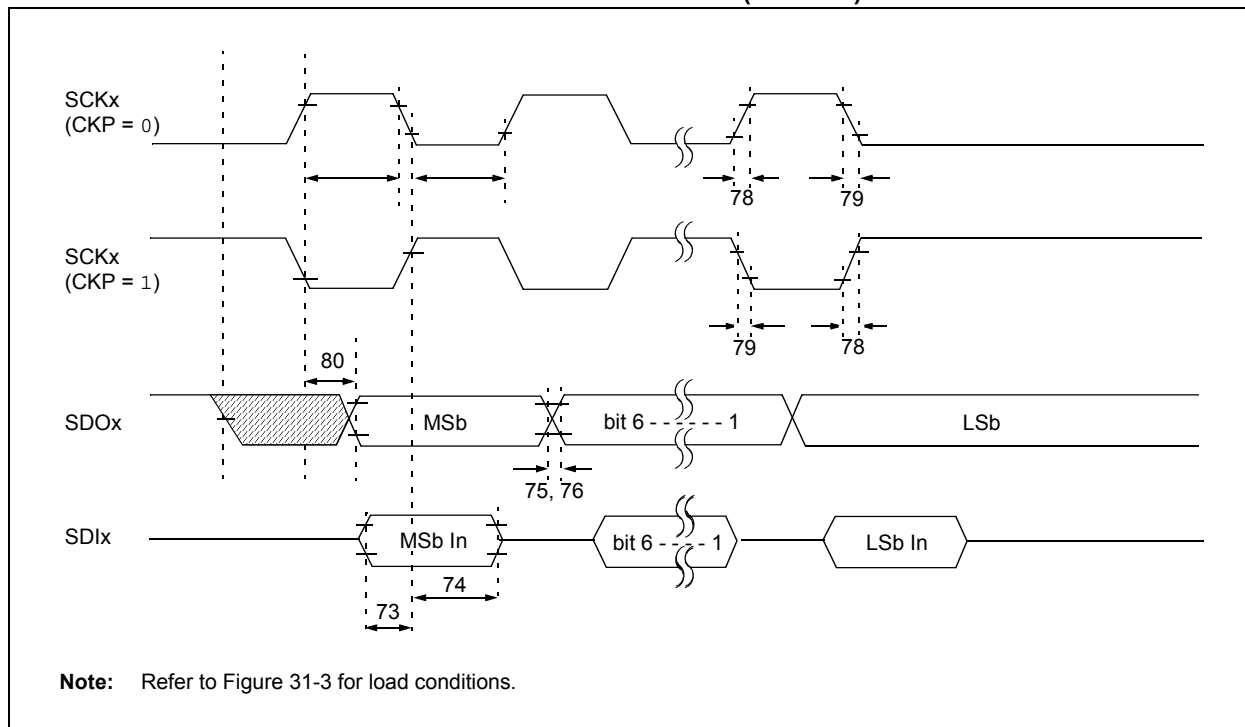 SCKx
(CKP = 0)
78
79
SCKx
(CKP = 1)
79
78
80
SDOx
MSb
bit 6 - - - - - - 1
LSb
75, 76
SDIx
MSb In
bit 6 - - - - 1
LSb In
74
73
Note: Refer to Figure 31-3 for load conditions.